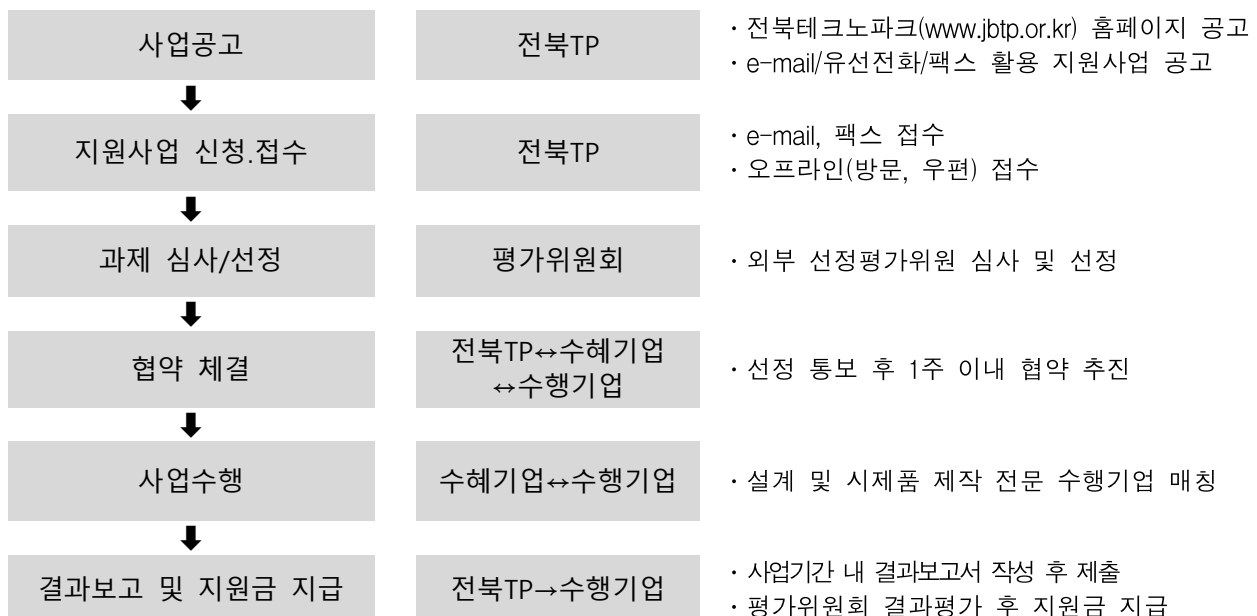 사업공고
전북TP
· 전북테크노파크(www.jbtp.or.kr) 홈페이지 공고
· e-mail/유선전화/팩스 활용 지원사업 공고
지원사업 신청.접수
전북TP
· e-mail, 팩스 접수
· 오프라인(방문, 우편) 접수
과제 심사/선정
평가위원회
· 외부 선정평가위원 심사 및 선정
협약 체결
전북TP↔수혜기업
↔수행기업
· 선정 통보 후 1주 이내 협약 추진
사업수행
수혜기업↔수행기업
· 설계 및 시제품 제작 전문 수행기업 매칭
결과보고 및 지원금 지급
전북TP→수행기업
· 사업기간 내 결과보고서 작성 후 제출
· 평가위원회 결과평가 후 지원금 지급